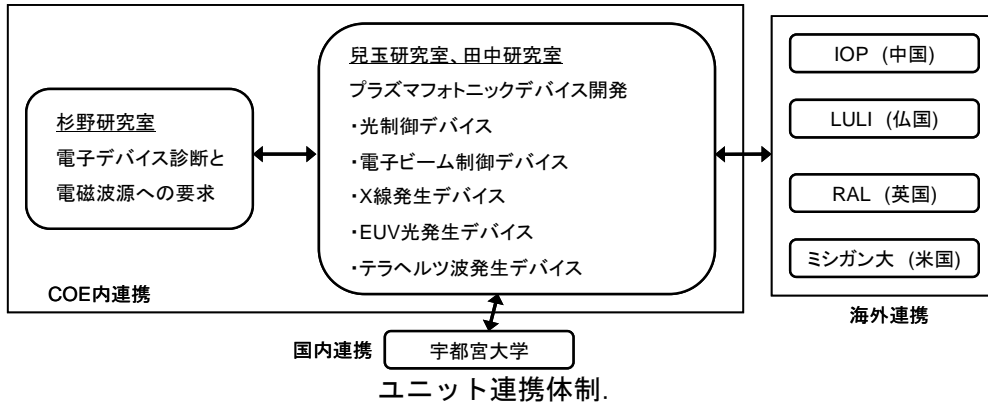 杉野研究室
電子デバイス診断と
電磁波源への要求
COE内連携
兒玉研究室、田中研究室
プラズマフォトニックデバイス開発
・光制御デバイス
・電子ビーム制御デバイス
・X線発生デバイス
・EUV光発生デバイス
・テラヘルツ波発生デバイス
IOP (中国)
LULI (仏国)
RAL (英国)
ミシガン大 (米国)
海外連携
国内連携
宇都宮大学
ユニット連携体制.